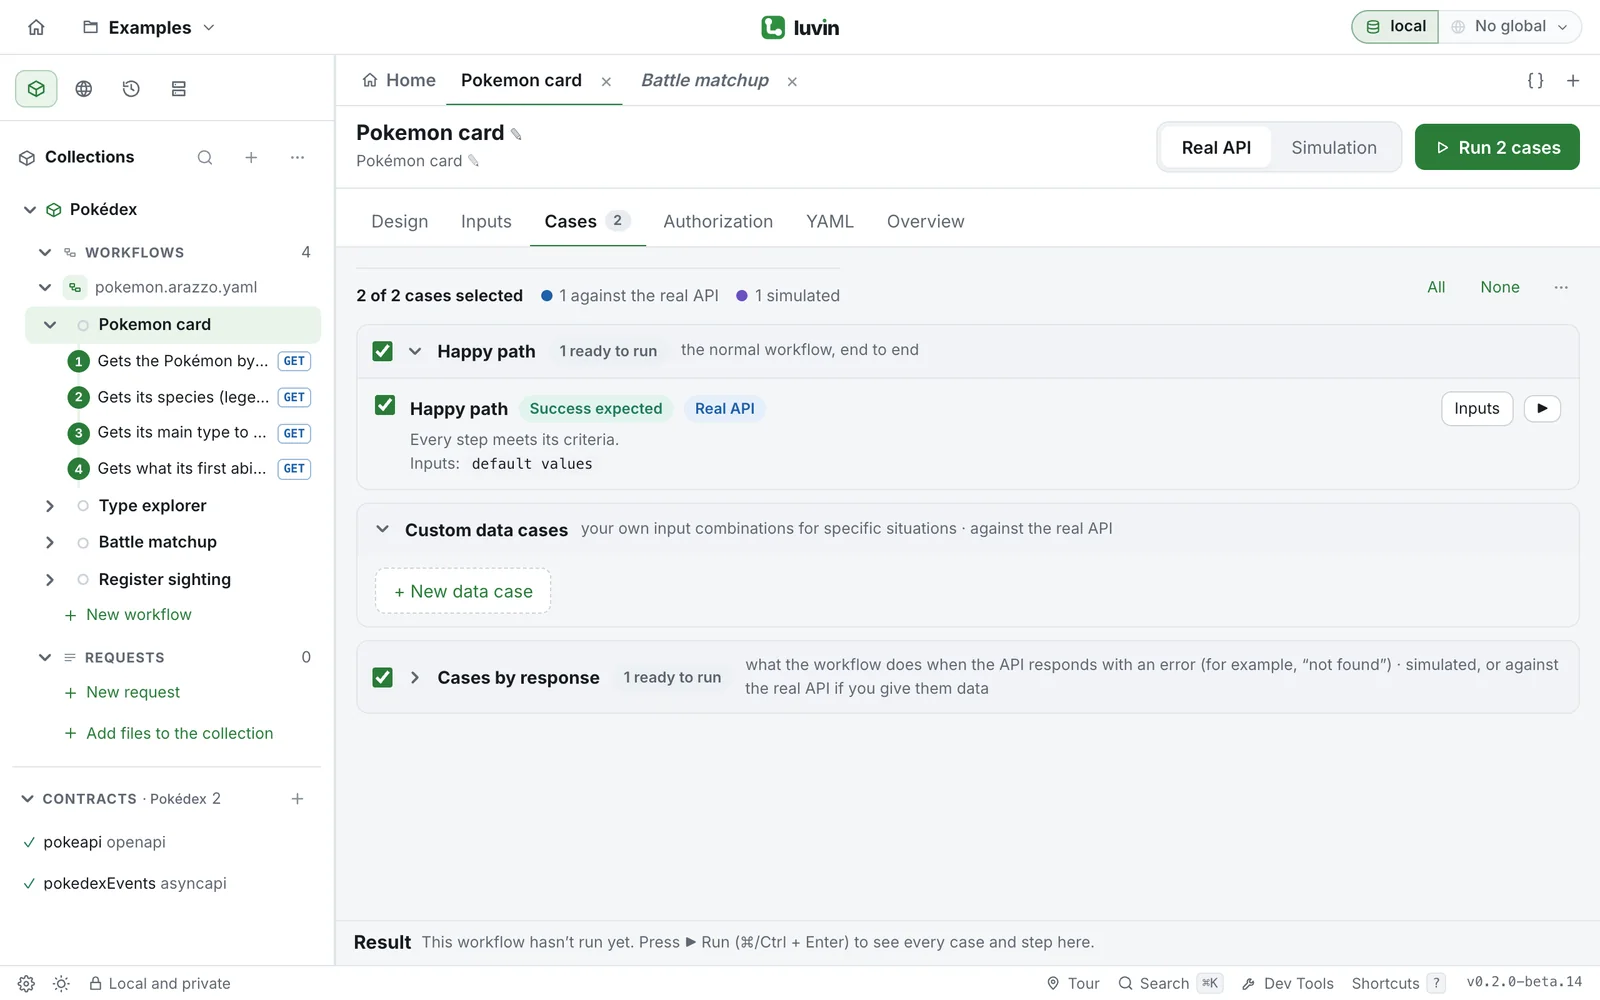 Examples
luvin
local
No global
Home
Pokemon card
Battle matchup
{ }
Collections
Pokemon card
Pokémon card
Real API
Simulation
Run 2 cases
Pokédex
WORKFLOWS 4
pokemon.arazzo.yaml
Pokemon card
1 Gets the Pokémon by... GET
2 Gets its species (lege... GET
3 Gets its main type to ... GET
4 Gets what its first abi... GET
Type explorer
Battle matchup
Register sighting
+ New workflow
REQUESTS 0
+ New request
+ Add files to the collection
CONTRACTS · Pokédex 2
pokeapi openapi
pokedexEvents asyncapi
Design
Inputs
Cases 2
Authorization
YAML
Overview
2 of 2 cases selected
1 against the real API
1 simulated
All
None
Happy path 1 ready to run the normal workflow, end to end
Happy path Success expected Real API
Every step meets its criteria.
Inputs: default values
Inputs
Custom data cases your own input combinations for specific situations · against the real API
+ New data case
Cases by response 1 ready to run
what the workflow does when the API responds with an error (for example, “not found”) · simulated, or against
the real API if you give them data
Result This workflow hasn’t run yet. Press ▶ Run (⌘/Ctrl + Enter) to see every case and step here.
Local and private
Tour
Search ⌘K
Dev Tools
Shortcuts ?
v0.2.0-beta.14